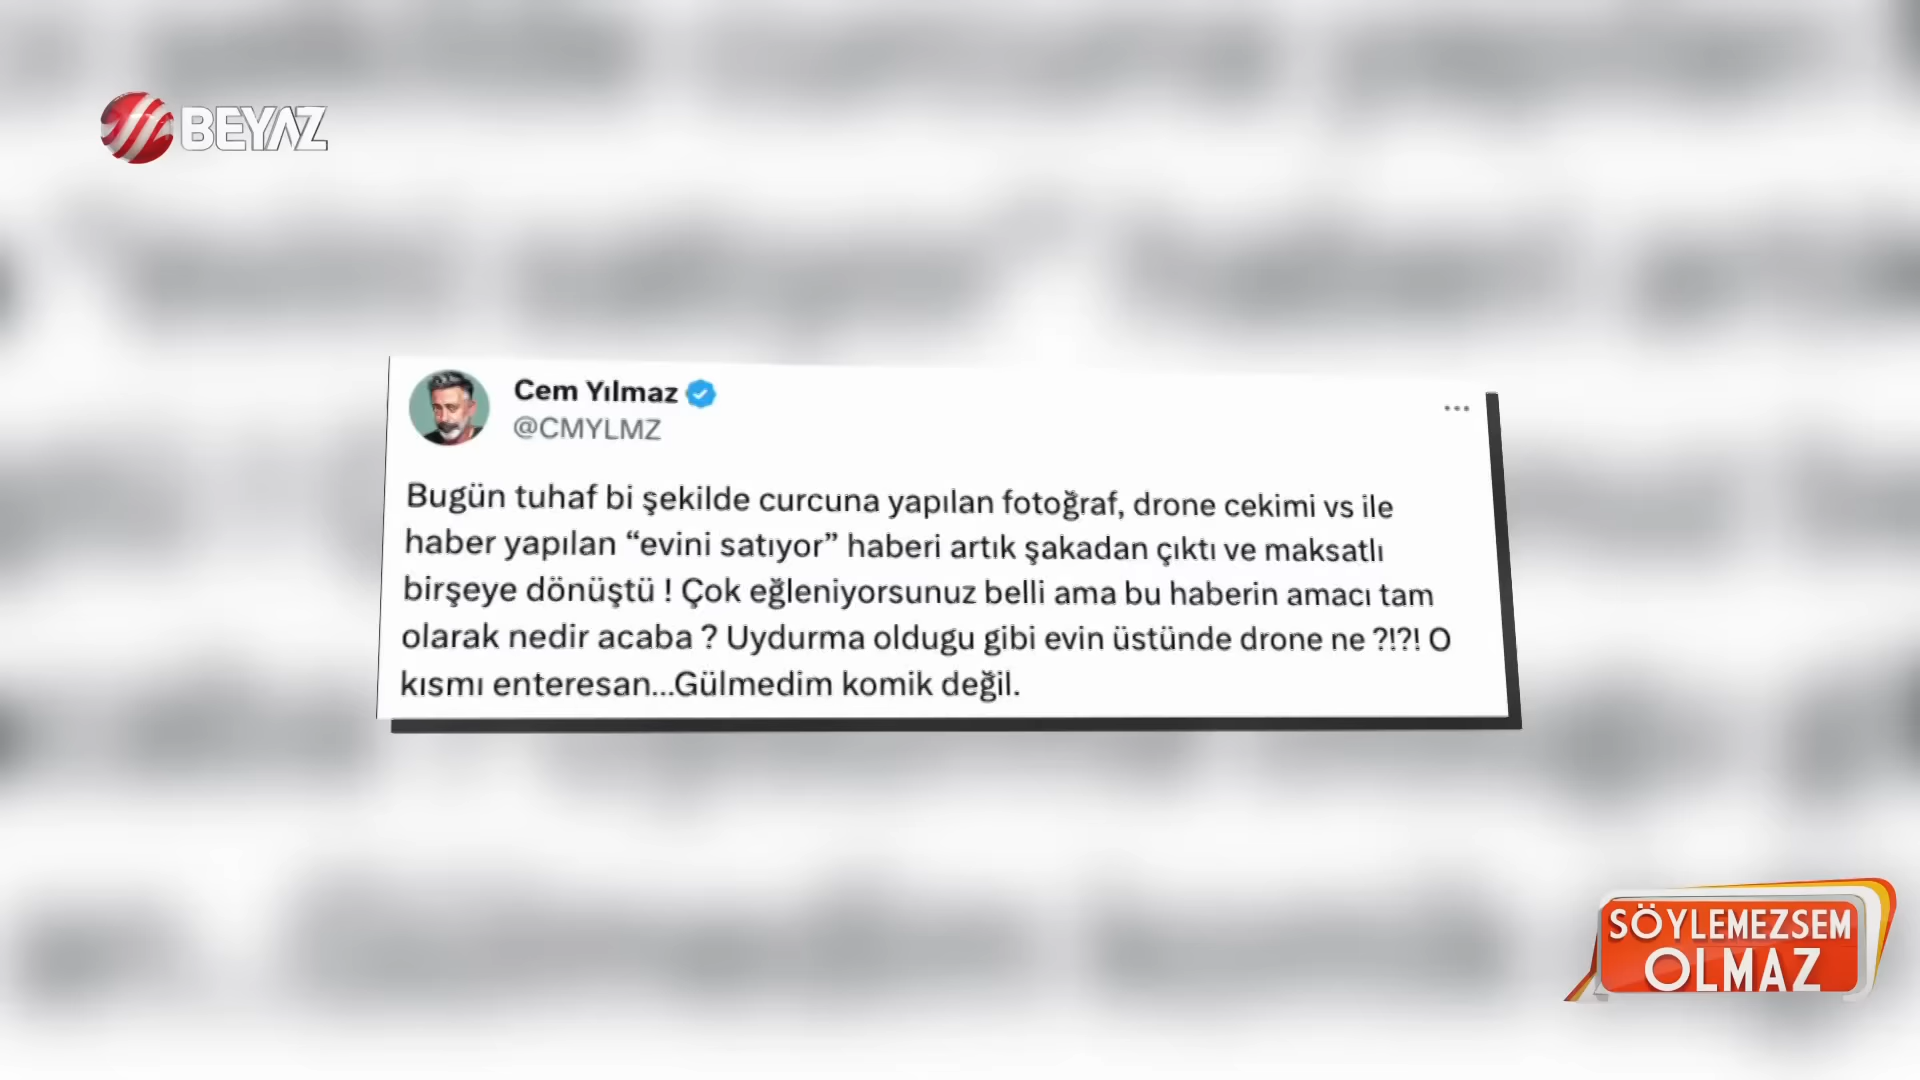 BEYAZ
Cem Yılmaz
@CMYLMZ
Bugün tuhaf bi şekilde curcuna yapılan fotoğraf, drone cekimi vs ile
haber yapılan “evini satıyor” haberi artık şakadan çıktı ve maksatlı
birşeye dönüştü ! Çok eğleniyorsunuz belli ama bu haberin amacı tam
olarak nedir acaba ? Uydurma oldugu gibi evin üstünde drone ne ?!?! O
kısmı enteresan...Gülmedim komik değil.
SÖYLEMEZSEM
OLMAZ